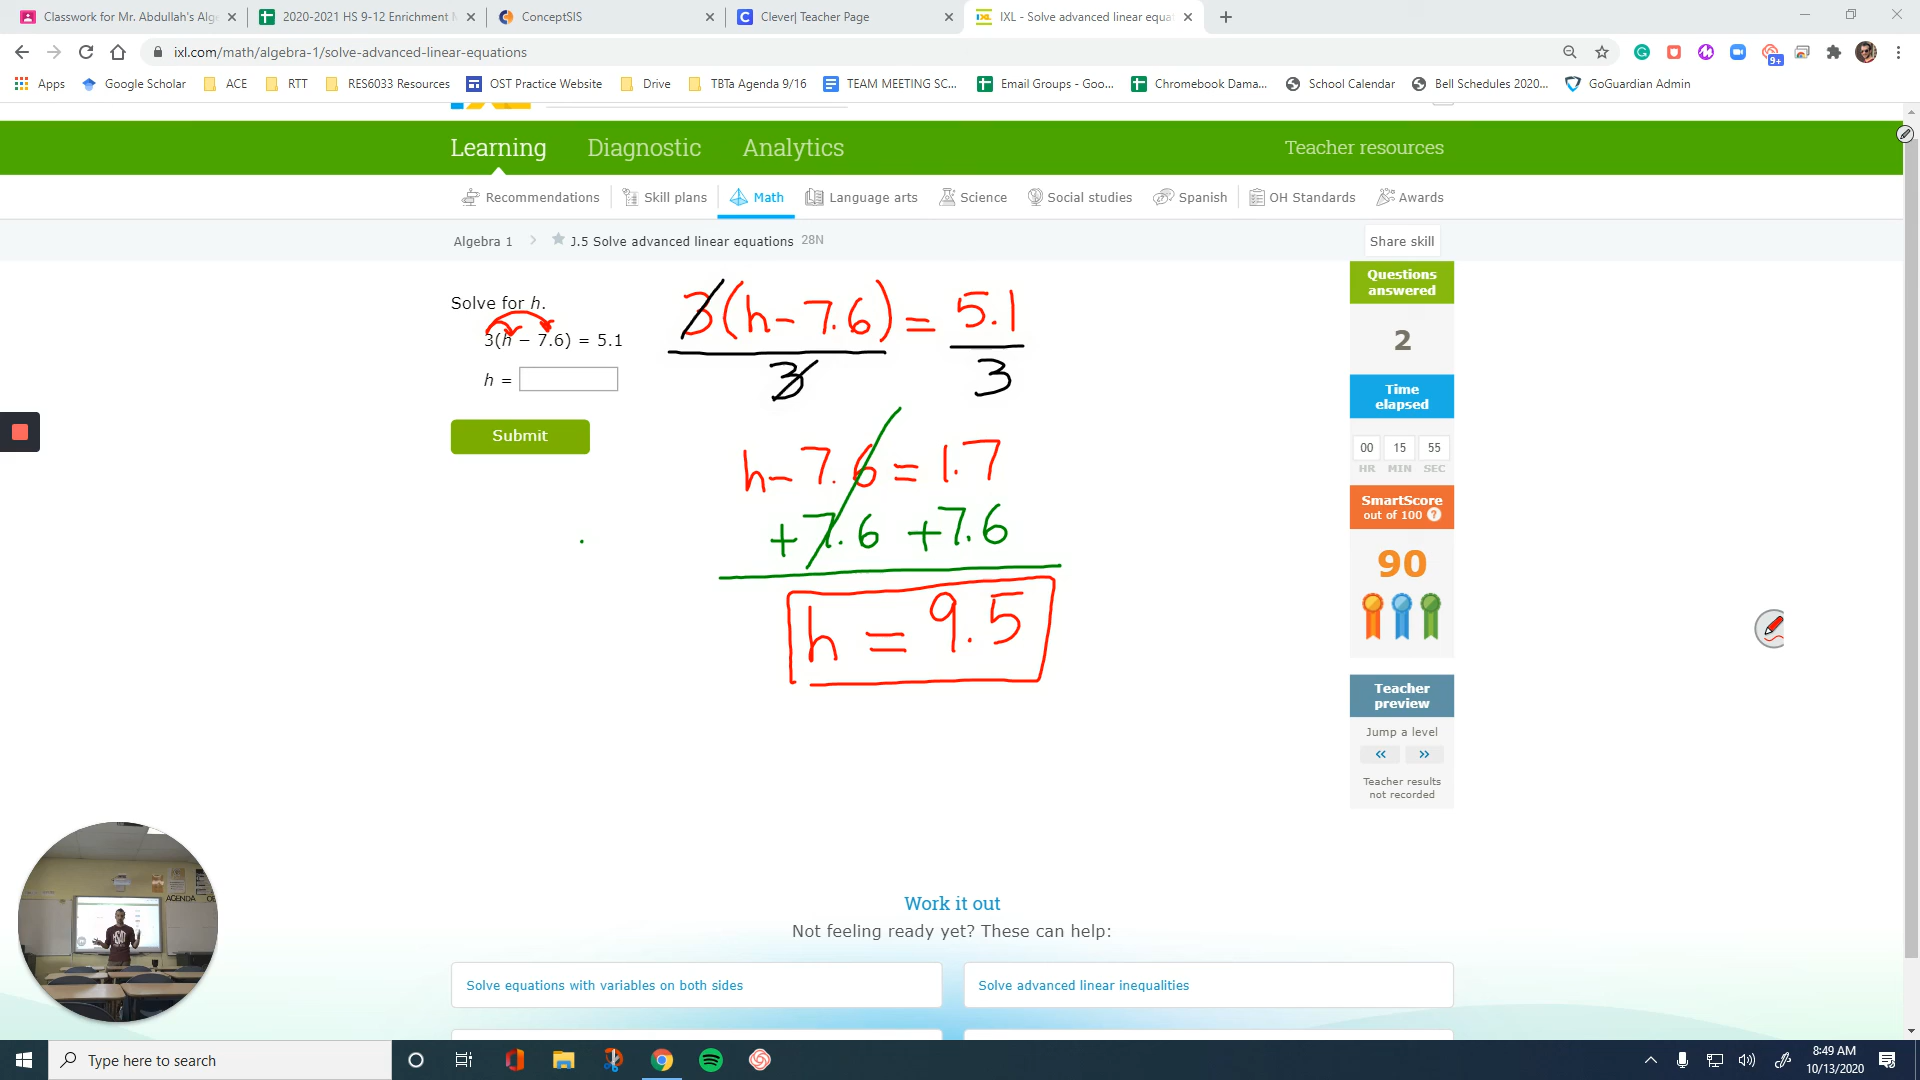 Classwork for Mr. Abdullah's Alg
2020-2021 HS 9-12 Enrichment M
ConceptSIS
Clever| Teacher Page
IXL - Solve advanced linear equa
ixl.com/math/algebra-1/solve-advanced-linear-equations
9+
Apps Google Scholar ACE RTT RES6033 Resources OST Practice Website Drive TBTa Agenda 9/16 TEAM MEETING SC... Email Groups - Goo... Chromebook Dama... School Calendar Bell Schedules 2020... GoGuardian Admin
Learning Diagnostic Analytics Teacher resources
Recommendations Skill plans Math Language arts Science Social studies Spanish OH Standards Awards
Algebra 1 > J.5 Solve advanced linear equations 28N Share skill
Solve for h.
3(h − 7.6) = 5.1
h =
Submit
3(h-7.6) = 5.1
3 3
h-7.6 = 1.7
+7.6 +7.6
h = 9.5
Questions
answered
2
Time
elapsed
00 15 55
HR MIN SEC
SmartScore
out of 100 ?
90
Teacher
preview
Jump a level
Teacher results
not recorded
AGENDA
Work it out
Not feeling ready yet? These can help:
Solve equations with variables on both sides
Solve advanced linear inequalities
Type here to search
8:49 AM
10/13/2020